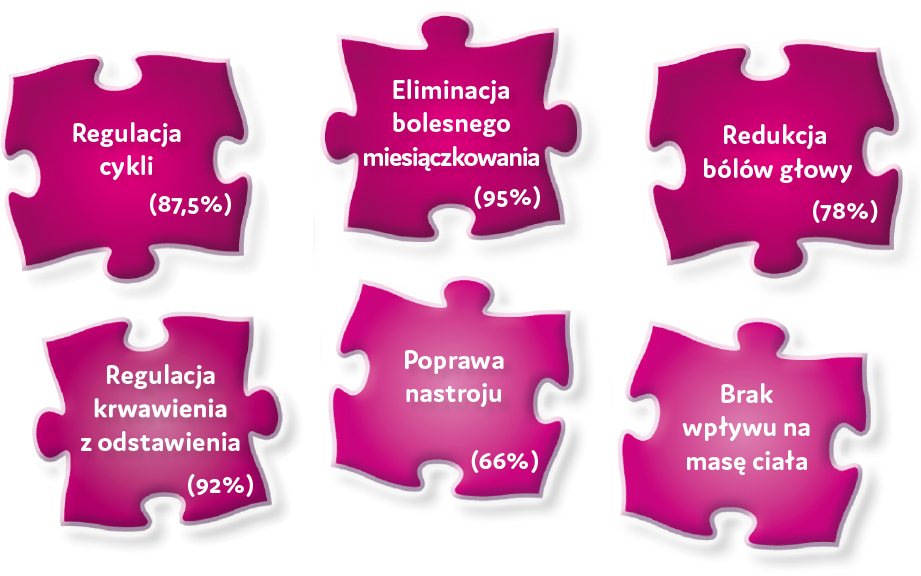 Regulacja
cykli
(87,5%)
Eliminacja
bolesnego
miesiączkowania
(95%)
Redukcja
bólów głowy
(78%)
Regulacja
krwawienia
z odstawienia
(92%)
Poprawa
nastroju
(66%)
Brak
wpływu na
masę ciała